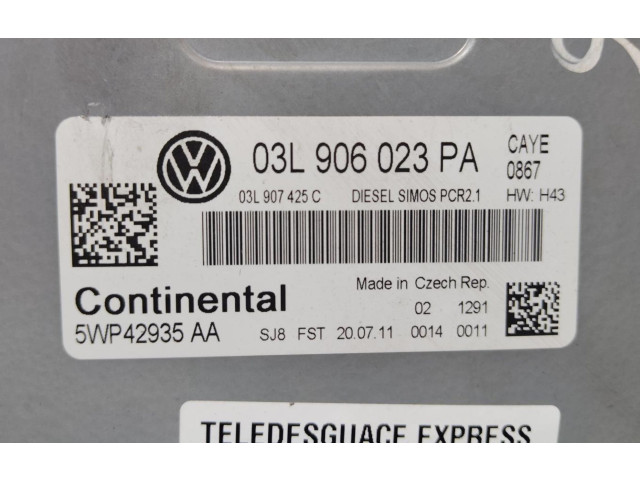 VW 03L 906 023 PA CAYE
0867
03L 907 425 C DIESEL SIMOS PCR2.1 HW: H43
Continental Made in Czech Rep.
02 1291
5WP42935 AA SJ8 FST 20.07.11 0014 0011
TELEDESGUACE EXPRESS